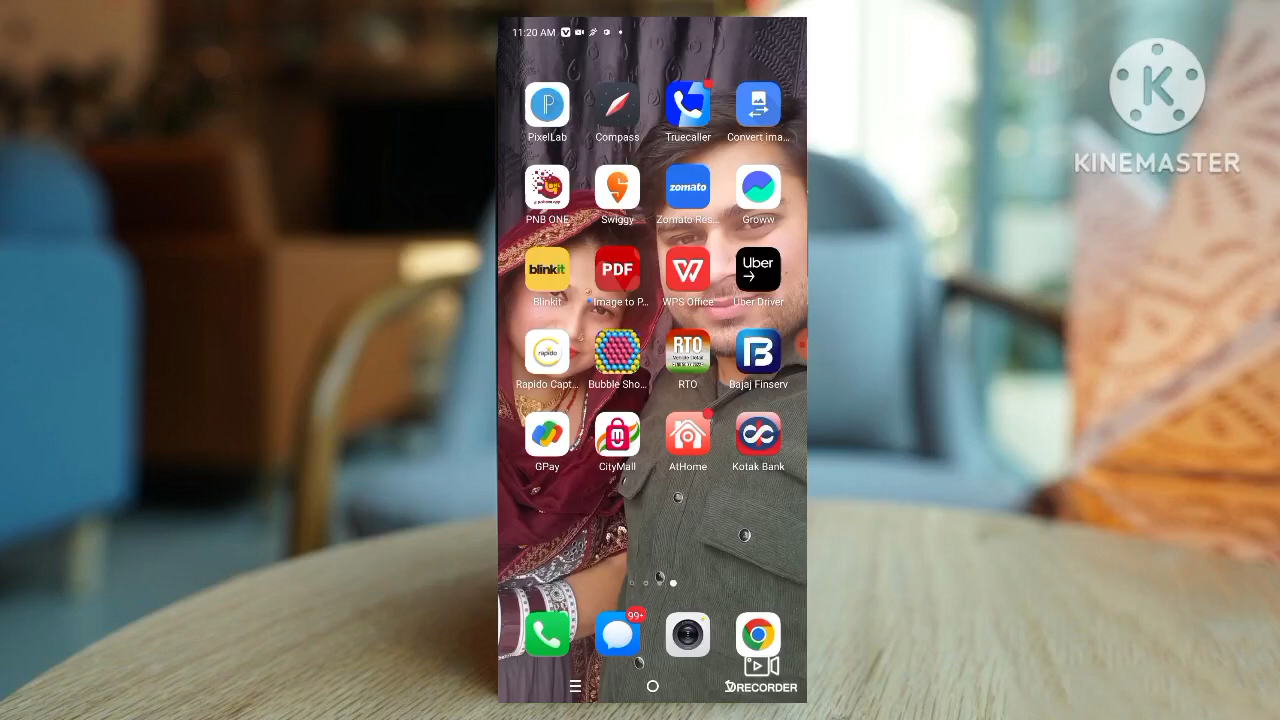 11:20 AM
KINEMASTER
PixelLab Compass Truecaller Convert ima...
zomato
PNB ONE Swiggy Zomato Res... Groww
blinkit PDF Uber
Blinkit Image to P... WPS Office Uber Driver
rapido RTO
Rapido Capt... Bubble Sho... RTO Bajaj Finserv
GPay CityMall AtHome Kotak Bank
99+
RECORDER